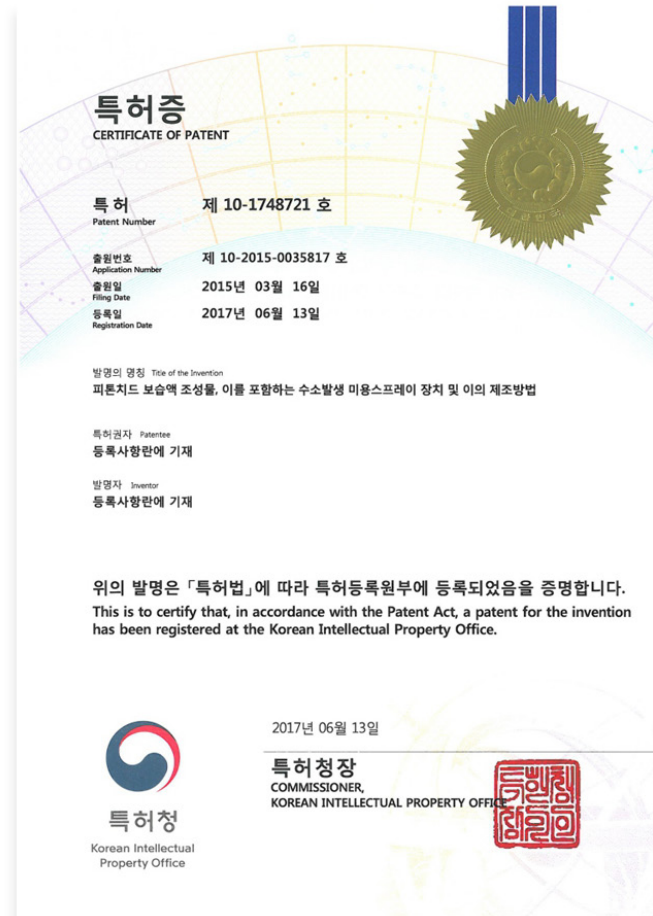 특허증
CERTIFICATE OF PATENT
특 허 제 10-1748721 호
Patent Number
출원번호 제 10-2015-0035817 호
Application Number
출원일 2015년 03월 16일
Filing Date
등록일 2017년 06월 13일
Registration Date
발명의 명칭 Title of the Invention
피톤치드 보습액 조성물, 이를 포함하는 수소발생 미용스프레이 장치 및 이의 제조방법
특허권자 Patentee
등록사항란에 기재
발명자 Inventor
등록사항란에 기재
위의 발명은 「특허법」에 따라 특허등록원부에 등록되었음을 증명합니다.
This is to certify that, in accordance with the Patent Act, a patent for the invention
has been registered at the Korean Intellectual Property Office.
2017년 06월 13일
특허청장
COMMISSIONER,
KOREAN INTELLECTUAL PROPERTY OFFICE
특허청
Korean Intellectual
Property Office